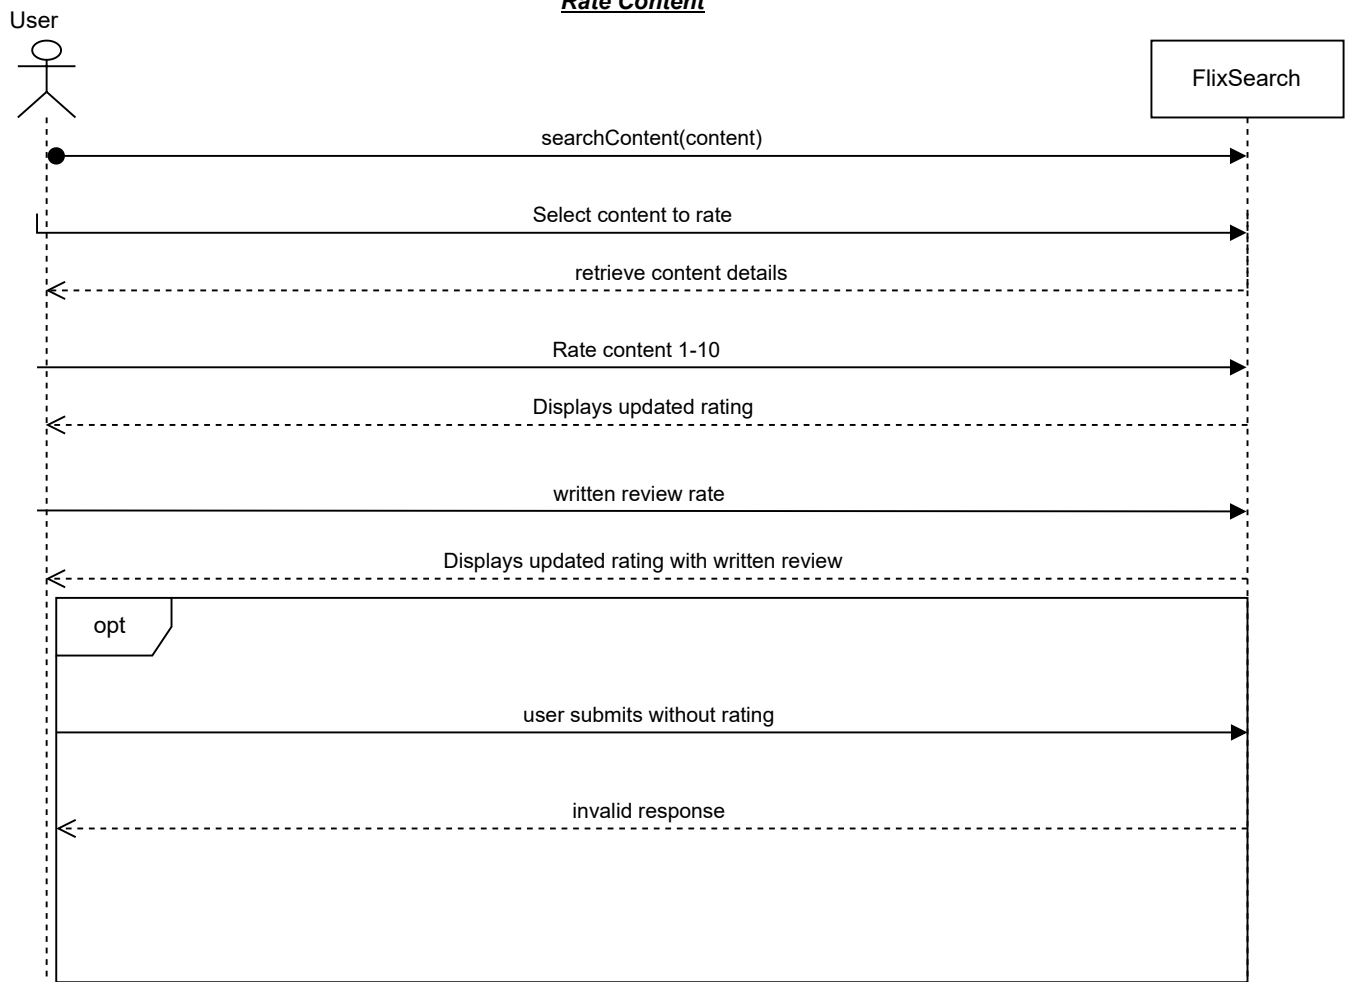 Rate Content
User
FlixSearch
searchContent(content)
Select content to rate
retrieve content details
Rate content 1-10
Displays updated rating
written review rate
Displays updated rating with written review
opt
user submits without rating
invalid response